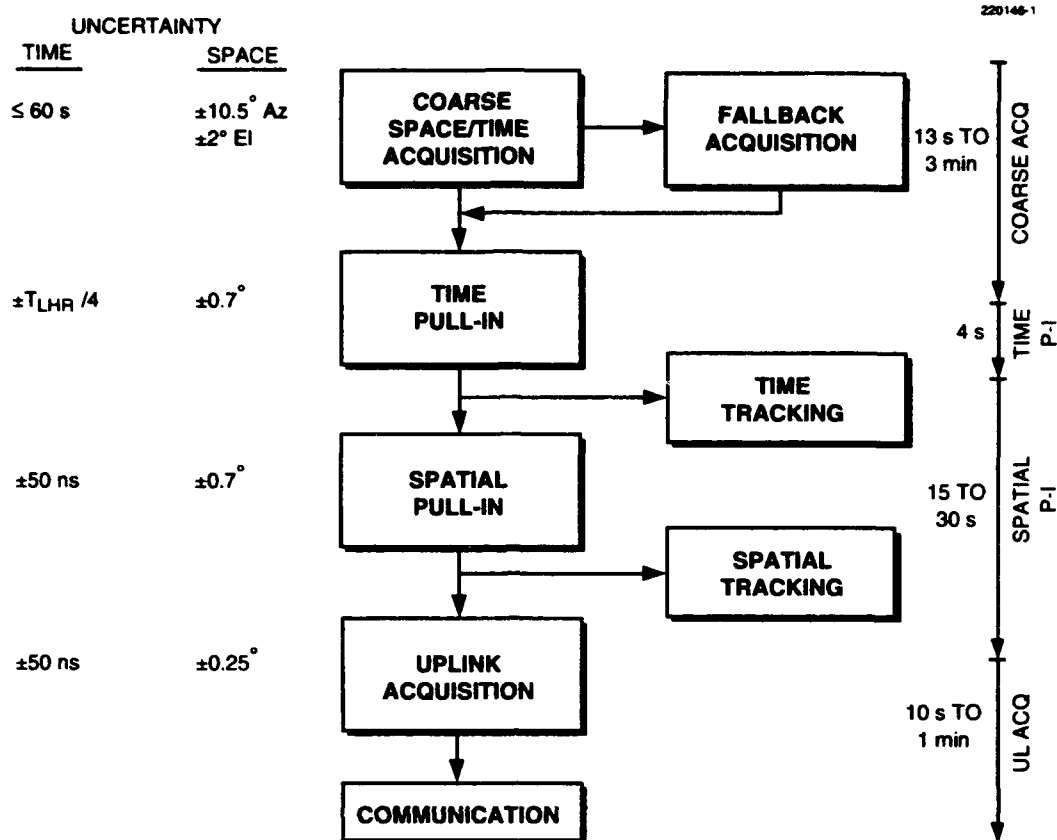 220146-1
UNCERTAINTY
TIME SPACE
≤ 60 s ±10.5° Az
±2° El
COARSE
SPACE/TIME
ACQUISITION
FALLBACK
ACQUISITION
13 s TO
3 min
COARSE ACQ
±TLHR /4 ±0.7°
TIME
PULL-IN
4 s
TIME
P-I
TIME
TRACKING
±50 ns ±0.7°
SPATIAL
PULL-IN
15 TO
30 s
SPATIAL
P-I
SPATIAL
TRACKING
±50 ns ±0.25°
UPLINK
ACQUISITION
10 s TO
1 min
UL ACQ
COMMUNICATION